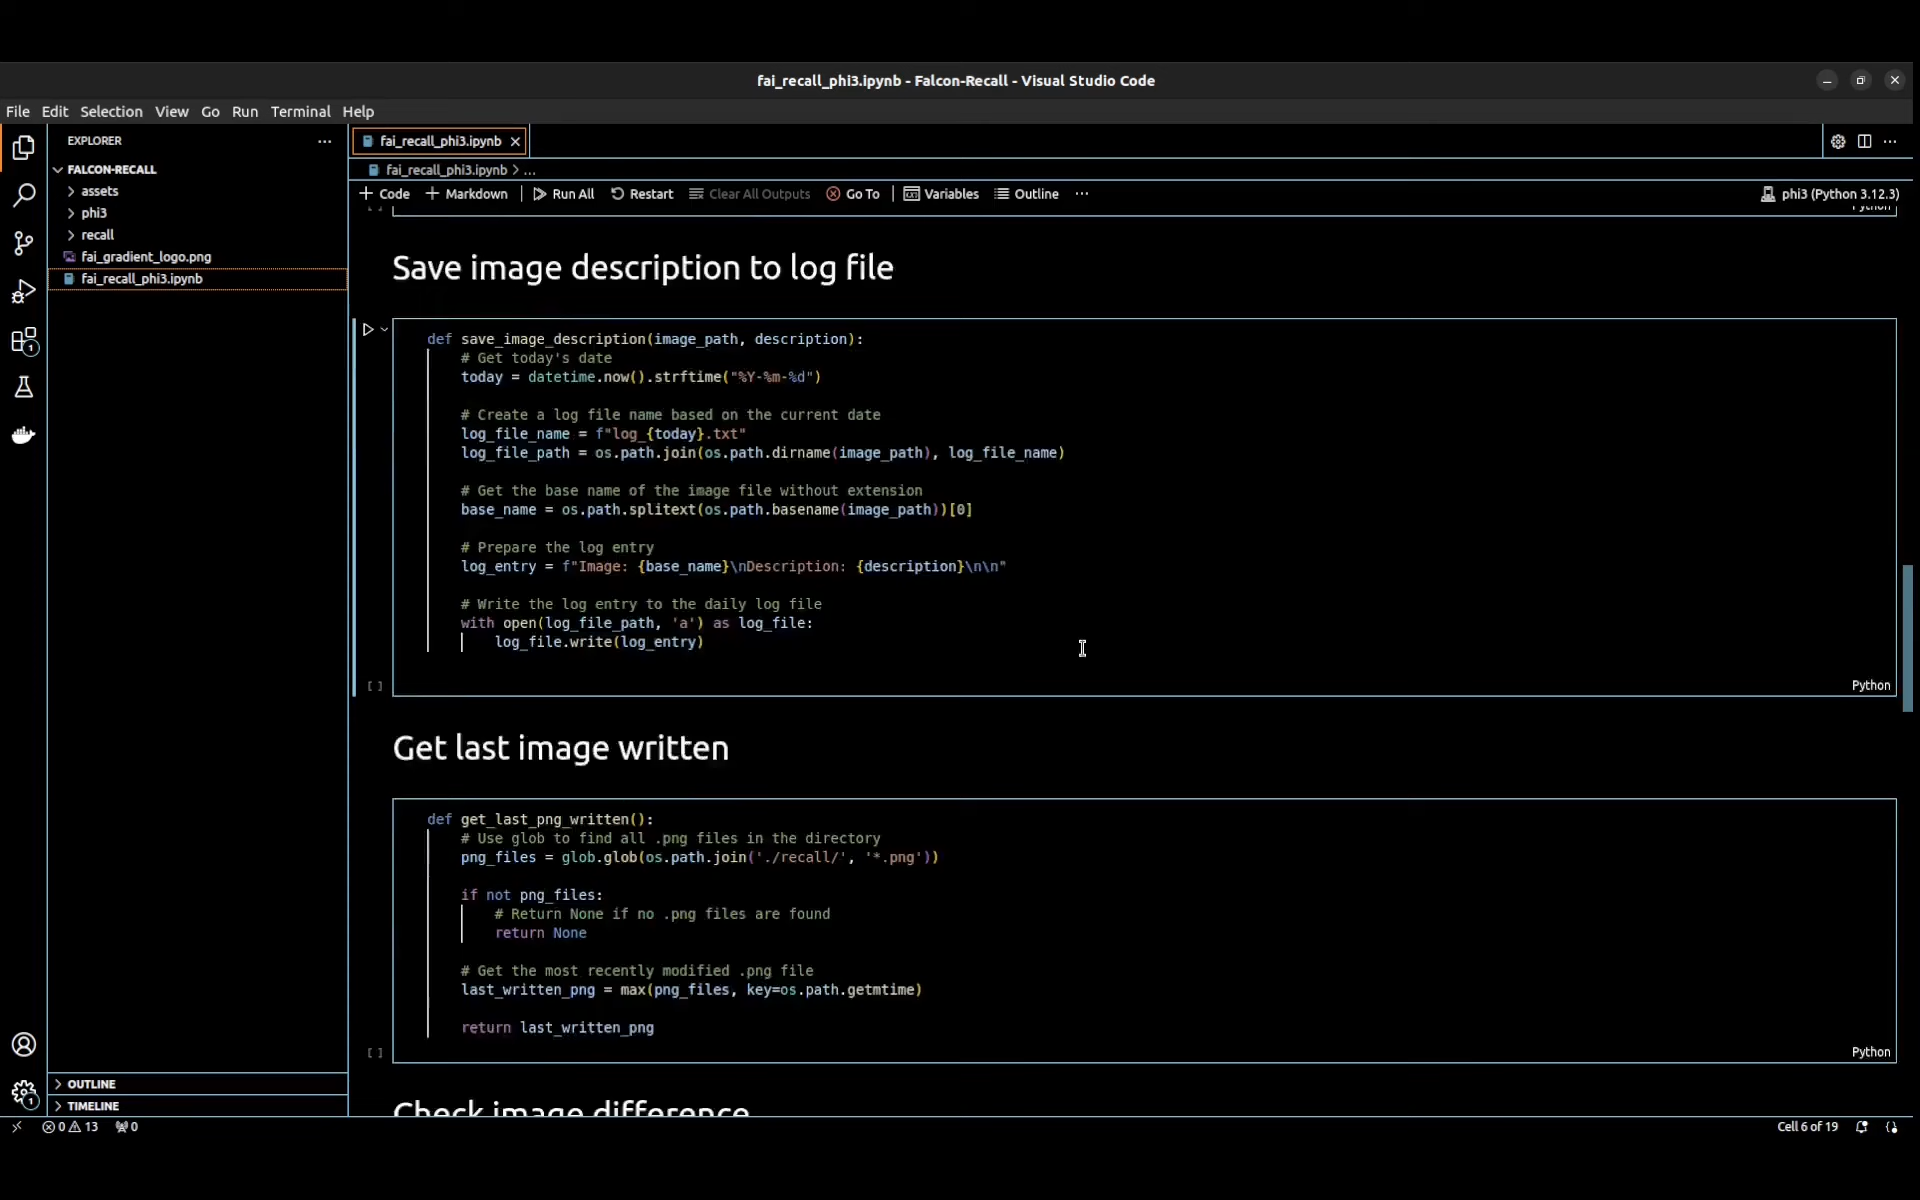 fai_recall_phi3.ipynb - Falcon-Recall - Visual Studio Code
File Edit Selection View Go Run Terminal Help
EXPLORER
FALCON-RECALL
assets
phi3
recall
fai_gradient_logo.png
fai_recall_phi3.ipynb
OUTLINE
TIMELINE
fai_recall_phi3.ipynb
fai_recall_phi3.ipynb > ...
+ Code + Markdown | Run All Restart Clear All Outputs Go To | Variables Outline ... phi3 (Python 3.12.3)
Python
Save image description to log file
def save_image_description(image_path, description):
# Get today's date
today = datetime.now().strftime("%Y-%m-%d")
# Create a log file name based on the current date
log_file_name = f"log_{today}.txt"
log_file_path = os.path.join(os.path.dirname(image_path), log_file_name)
# Get the base name of the image file without extension
base_name = os.path.splitext(os.path.basename(image_path))[0]
# Prepare the log entry
log_entry = f"Image: {base_name}\nDescription: {description}\n\n"
# Write the log entry to the daily log file
with open(log_file_path, 'a') as log_file:
log_file.write(log_entry)
[ ]
Python
Get last image written
def get_last_png_written():
# Use glob to find all .png files in the directory
png_files = glob.glob(os.path.join('./recall/', '*.png'))
if not png_files:
# Return None if no .png files are found
return None
# Get the most recently modified .png file
last_written_png = max(png_files, key=os.path.getmtime)
return last_written_png
[ ]
Python
Check image difference
0 13 0
Cell 6 of 19